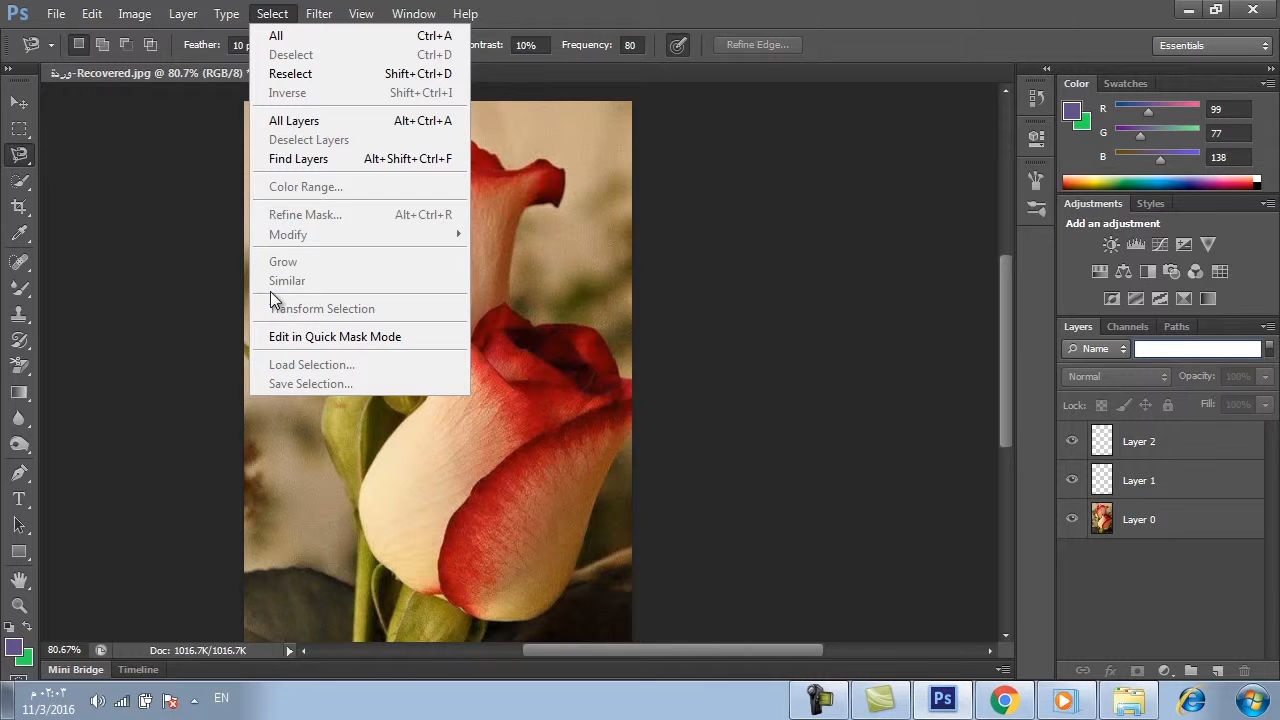 Ps File Edit Image Layer Type Select Filter View Window Help
Feather: 10 p Contrast: 10% Frequency: 80 Refine Edge... Essentials
وردة-Recovered.jpg @ 80.7% (RGB/8) *
All Ctrl+A
Deselect Ctrl+D
Reselect Shift+Ctrl+D
Inverse Shift+Ctrl+I
All Layers Alt+Ctrl+A
Deselect Layers
Find Layers Alt+Shift+Ctrl+F
Color Range...
Refine Mask... Alt+Ctrl+R
Modify
Grow
Similar
Transform Selection
Edit in Quick Mask Mode
Load Selection...
Save Selection...
Color Swatches
R 99
G 77
B 138
Adjustments Styles
Add an adjustment
Layers Channels Paths
Name
Normal Opacity: 100%
Lock: Fill: 100%
Layer 2
Layer 1
Layer 0
80.67% Doc: 1016.7K/1016.7K
Mini Bridge Timeline
EN
11/3/2016
Ps